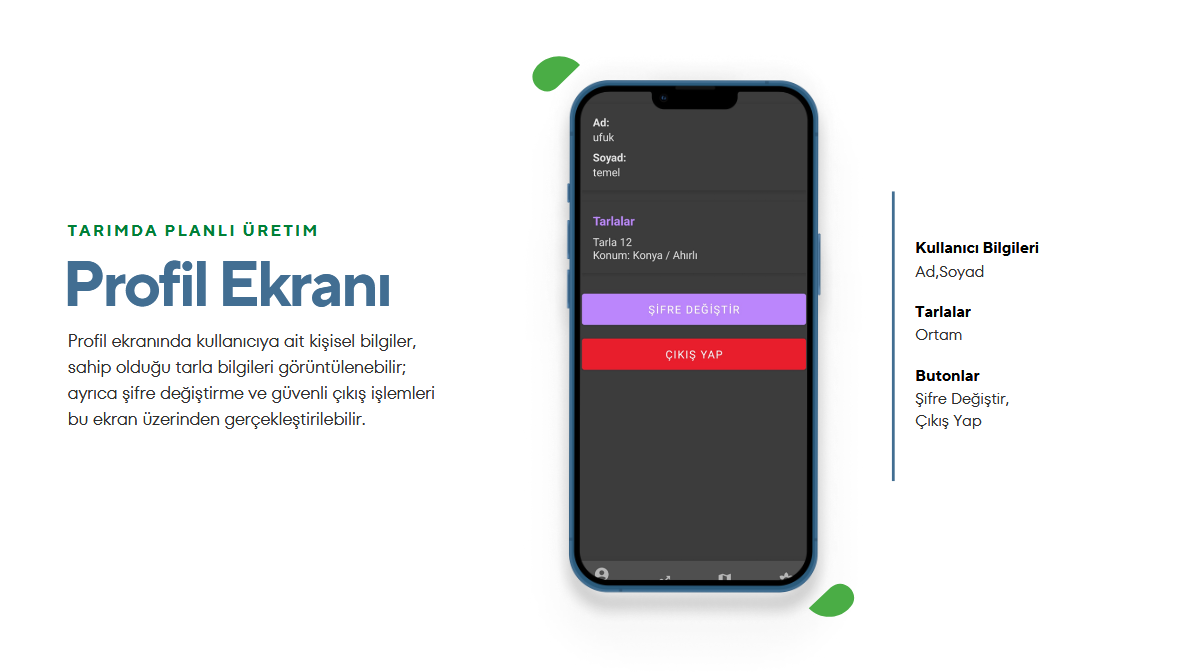 TARIMDA PLANLI ÜRETIM
Profil Ekranı
Profil ekranında kullanıcıya ait kişisel bilgiler,
sahip olduğu tarla bilgileri görüntülenebilir;
ayrıca şifre değiştirme ve güvenli çıkış işlemleri
bu ekran üzerinden gerçekleştirilebilir.
Ad:
ufuk
Soyad:
temel
Tarlalar
Tarla 12
Konum: Konya / Ahırlı
ŞİFRE DEĞİŞTİR
ÇIKIŞ YAP
Kullanıcı Bilgileri
Ad,Soyad
Tarlalar
Ortam
Butonlar
Şifre Değiştir,
Çıkış Yap